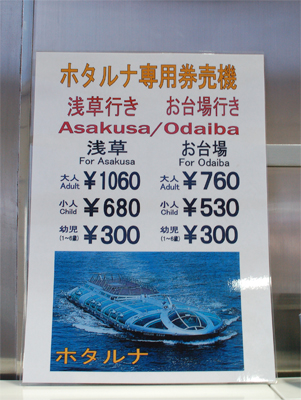 ホタルナ専用券売機
浅草行き お台場行き
Asakusa/Odaiba
浅草 お台場
For Asakusa For Odaiba
大人 Adult ¥1060 大人 Adult ¥760
小人 Child ¥680 小人 Child ¥530
幼児 (1~6歳) ¥300 幼児 (1~6歳) ¥300
ホタルナ